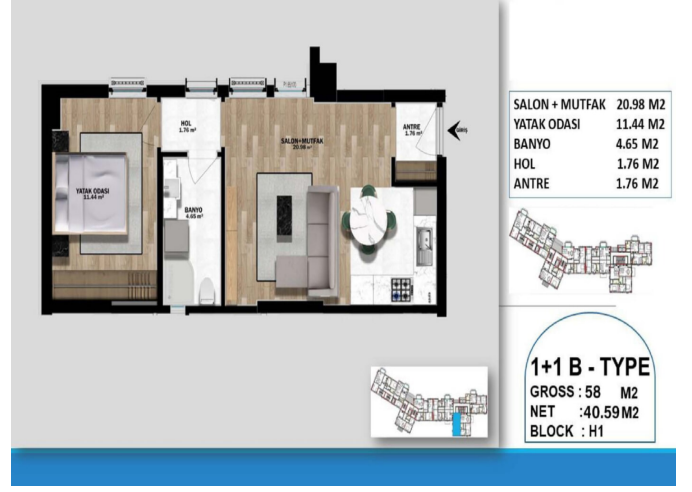 HOL
1.76 m²
SALON+MUTFAK
20.98 m²
ANTRE
1.76 m²
GİRİŞ
YATAK ODASI
11.44 m²
BANYO
4.65 m²
SALON + MUTFAK 20.98 M2
YATAK ODASI 11.44 M2
BANYO 4.65 M2
HOL 1.76 M2
ANTRE 1.76 M2
1+1 B - TYPE
GROSS : 58 M2
NET :40.59 M2
BLOCK : H1